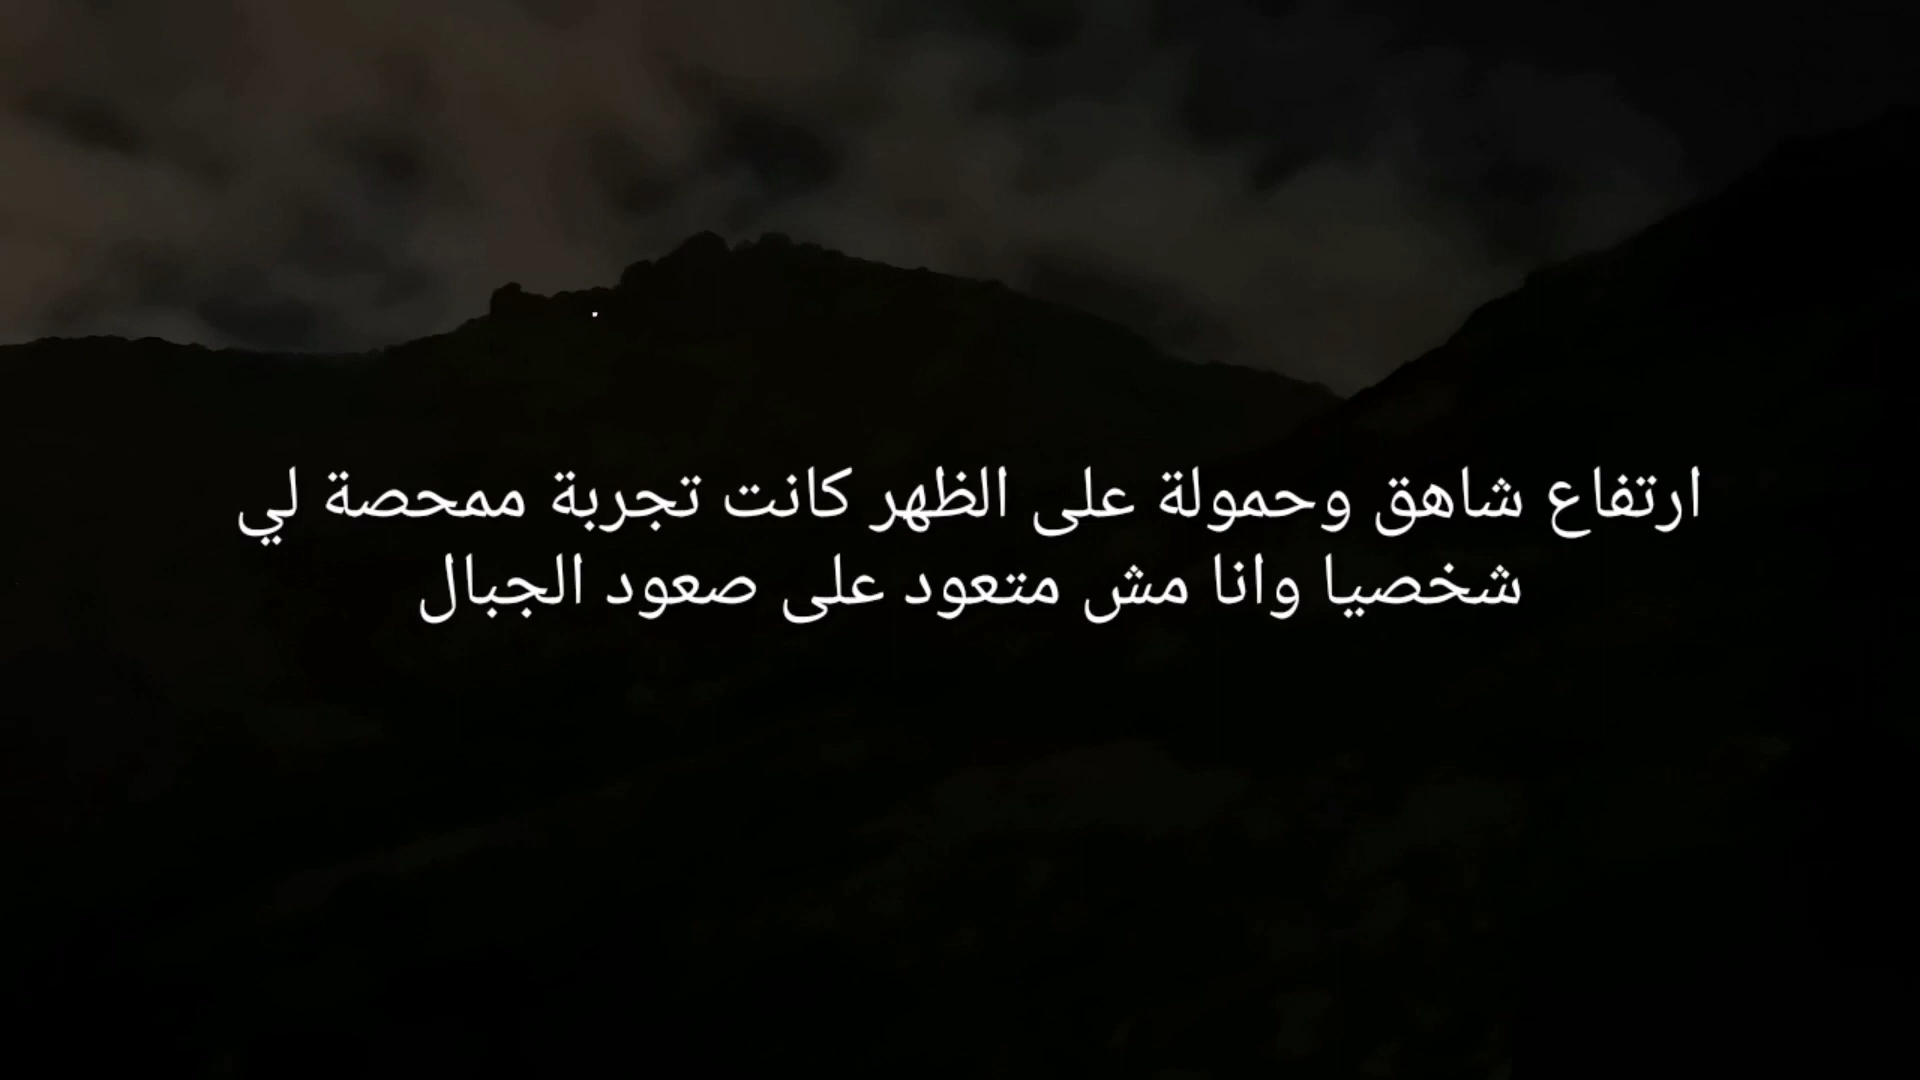 ارتفاع شاهق وحمولة على الظهر كانت تجربة ممحصة لي
شخصيا وانا مش متعود على صعود الجبال